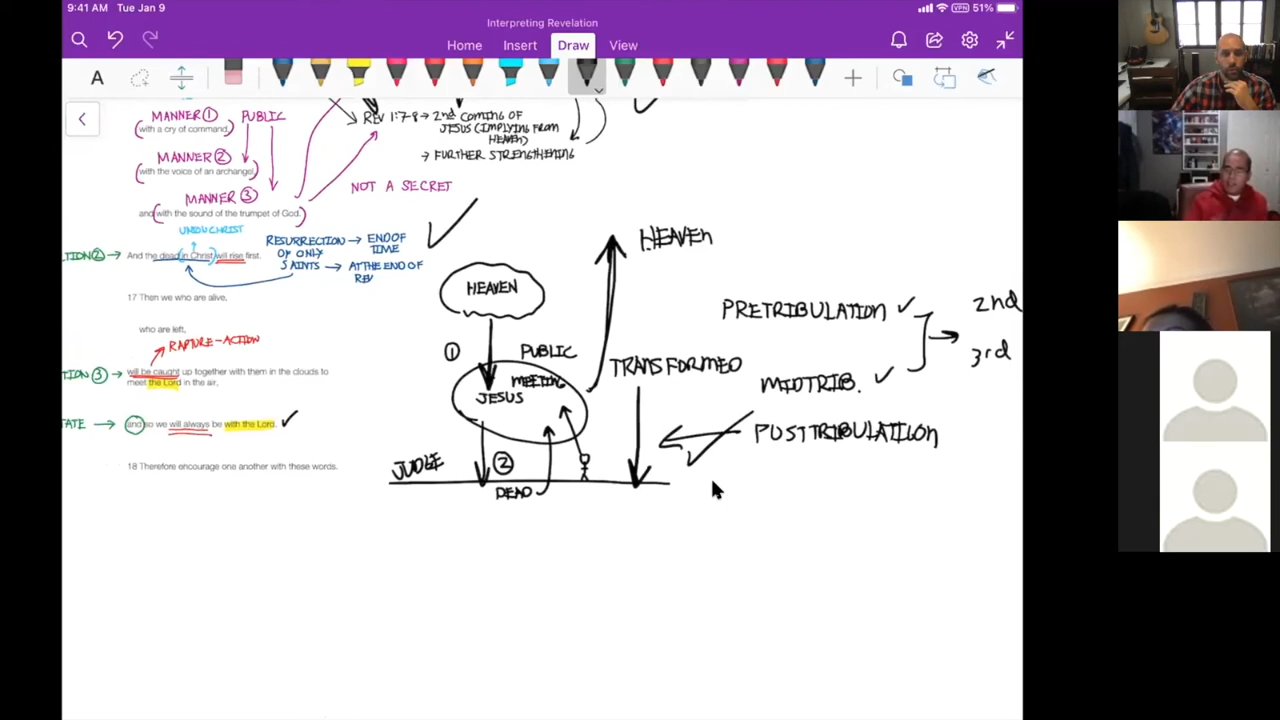 9:41 AM Tue Jan 9
VPN 51%
Interpreting Revelation
Home Insert Draw View
A
MANNER ① PUBLIC
(with a cry of command,)
MANNER ②
(with the voice of an archangel,)
MANNER ③
and (with the sound of the trumpet of God.)
REV 1:7-8 → 2nd COMING OF
JESUS (IMPLYING FROM
HEAVEN)
→ FURTHER STRENGTHENING
NOT A SECRET
TION ② → And the dead (in Christ) will rise first.
RESURRECTION → END OF
OF ONLY TIME
SAINTS → AT THE END OF
REV
17 Then we who are alive,
who are left,
RAPTURE-ACTION
TION ③ → will be caught up together with them in the clouds to
meet the Lord in the air,
TATE → and so we will always be with the Lord.
18 Therefore encourage one another with these words.
HEAVEN
HEAVEN
① PUBLIC
MEETING
JESUS
TRANSFORMED
JUDGE
②
DEAD
PRETRIBULATION
MIDTRIB.
POSTTRIBULATION
2nd
3rd